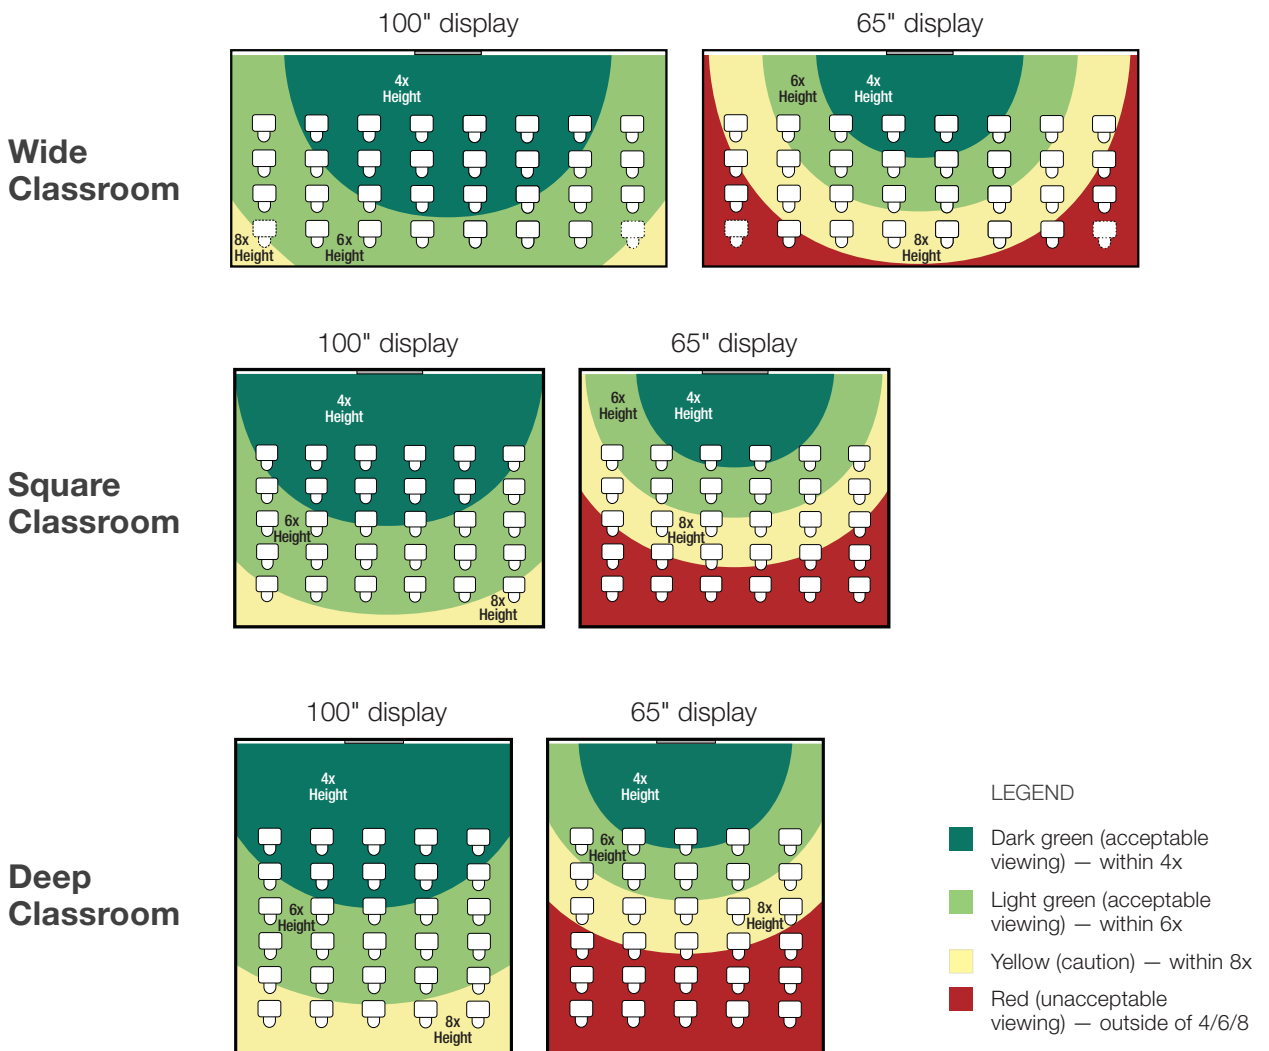 100" display
65" display
Wide
Classroom
4x
Height
8x
Height
6x
Height
6x
Height
4x
Height
8x
Height
100" display
65" display
Square
Classroom
4x
Height
6x
Height
8x
Height
6x
Height
4x
Height
8x
Height
100" display
65" display
Deep
Classroom
4x
Height
6x
Height
8x
Height
4x
Height
6x
Height
8x
Height
LEGEND
Dark green (acceptable
viewing) — within 4x
Light green (acceptable
viewing) — within 6x
Yellow (caution) — within 8x
Red (unacceptable
viewing) — outside of 4/6/8